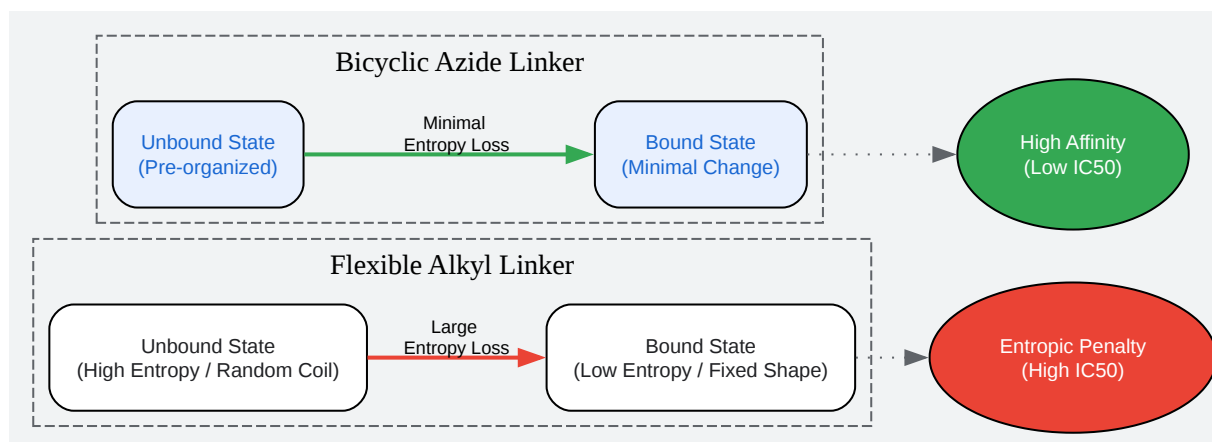 Bicyclic Azide Linker
Unbound State
(Pre-organized)
Minimal
Entropy Loss
Bound State
(Minimal Change)
High Affinity
(Low IC50)
Flexible Alkyl Linker
Unbound State
(High Entropy / Random Coil)
Large
Entropy Loss
Bound State
(Low Entropy / Fixed Shape)
Entropic Penalty
(High IC50)